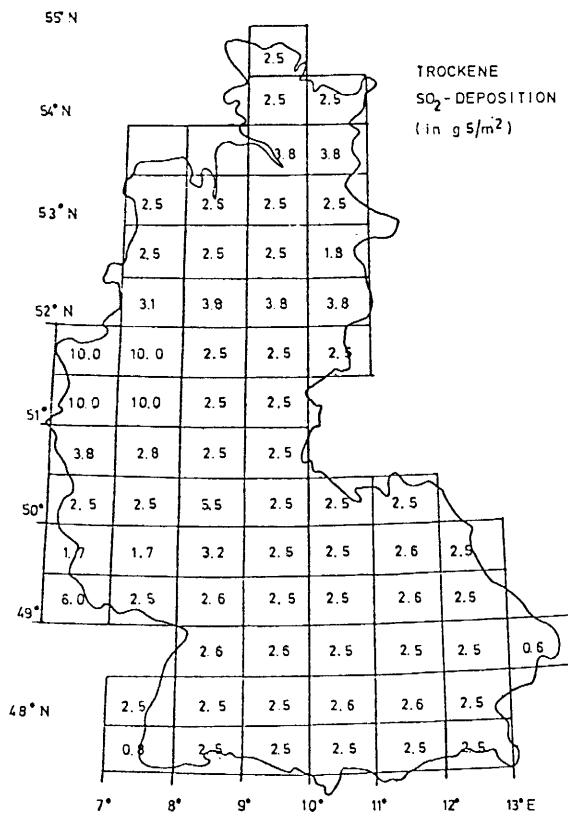 55° N
2.5
TROCKENE
2.5 2.5
SO2-DEPOSITION
54° N
(in g S/m2)
3.8 3.8
2.5 2.5 2.5 2.5
53° N
2.5 2.5 2.5 1.8
3.1 3.8 3.8 3.8
52° N
10.0 10.0 2.5 2.5 2.5
10.0 10.0 2.5 2.5
51°
3.8 2.8 2.5 2.5
2.5 2.5 5.5 2.5 2.5 2.5
50°
1.7 1.7 3.2 2.5 2.5 2.6 2.5
6.0 2.5 2.6 2.5 2.5 2.6 2.5
49°
2.6 2.6 2.5 2.5 2.5 0.6
2.5 2.5 2.5 2.6 2.6 2.5
48° N
0.8 2.5 2.5 2.5 2.5 2.5
7° 8° 9° 10° 11° 12° 13° E